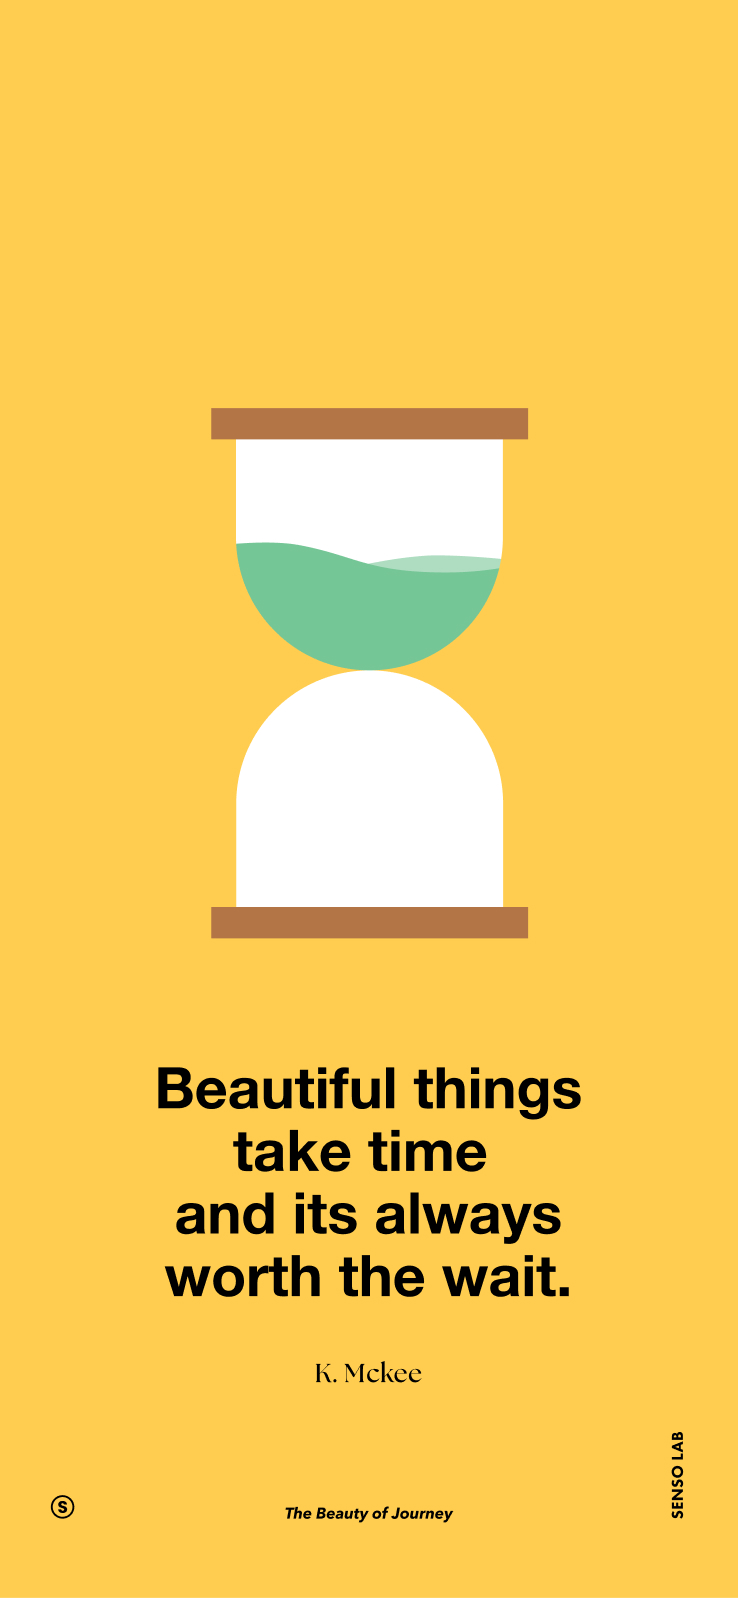 Beautiful things
take time
and its always
worth the wait.
K. Mckee
SENSO LAB
S
The Beauty of Journey